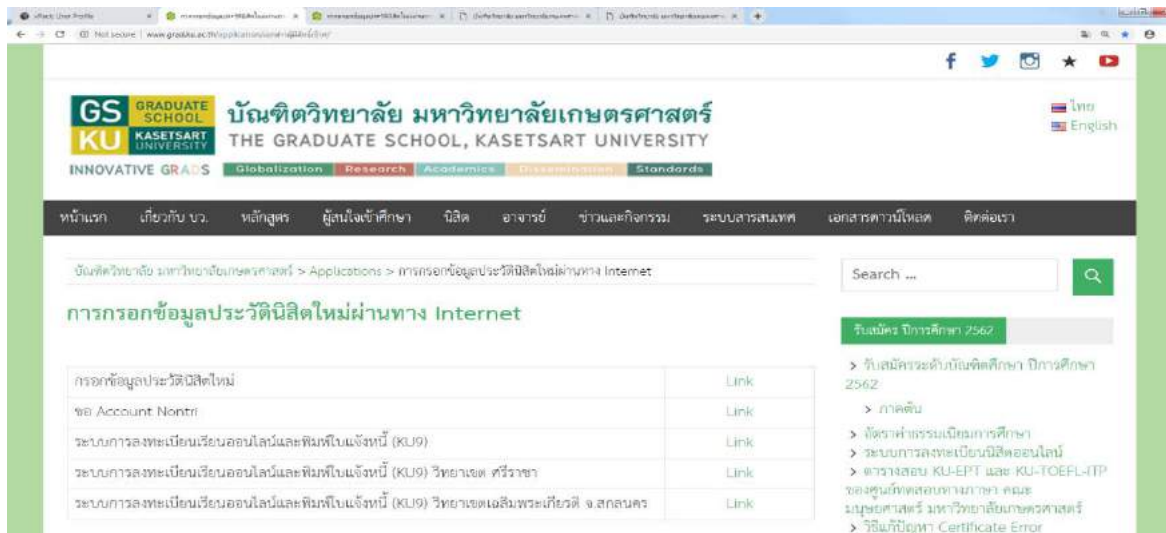 Not secure
GS
KU
GRADUATE
SCHOOL
KASETSART
UNIVERSITY
INNOVATIVE GRADS
บัณฑิตวิทยาลัย มหาวิทยาลัยเกษตรศาสตร์
THE GRADUATE SCHOOL, KASETSART UNIVERSITY
Globalization Research Academics Dissemination Standards
ไทย
English
หน้าแรก เกี่ยวกับ บว. หลักสูตร ผู้สนใจเข้าศึกษา นิสิต อาจารย์ ข่าวและกิจกรรม ระบบสารสนเทศ เอกสารดาวน์โหลด ติดต่อเรา
บัณฑิตวิทยาลัย มหาวิทยาลัยเกษตรศาสตร์ > Applications > การกรอกข้อมูลประวัตินิสิตใหม่ผ่านทาง Internet
การกรอกข้อมูลประวัตินิสิตใหม่ผ่านทาง Internet
กรอกข้อมูลประวัตินิสิตใหม่ Link
ขอ Account Nontri Link
ระบบการลงทะเบียนเรียนออนไลน์และพิมพ์ใบแจ้งหนี้ (KU9) Link
ระบบการลงทะเบียนเรียนออนไลน์และพิมพ์ใบแจ้งหนี้ (KU9) วิทยาเขต ศรีราชา Link
ระบบการลงทะเบียนเรียนออนไลน์และพิมพ์ใบแจ้งหนี้ (KU9) วิทยาเขตเฉลิมพระเกียรติ จ.สกลนคร Link
Search ...
รับสมัคร ปีการศึกษา 2562
> รับสมัครระดับบัณฑิตศึกษา ปีการศึกษา
2562
> ภาคต้น
> อัตราค่าธรรมเนียมการศึกษา
> ระบบการลงทะเบียนนิสิตออนไลน์
> ตารางสอบ KU-EPT และ KU-TOEFL-ITP
ของศูนย์ทดสอบทางภาษา คณะ
มนุษยศาสตร์ มหาวิทยาลัยเกษตรศาสตร์
> วิธีแก้ปัญหา Certificate Error